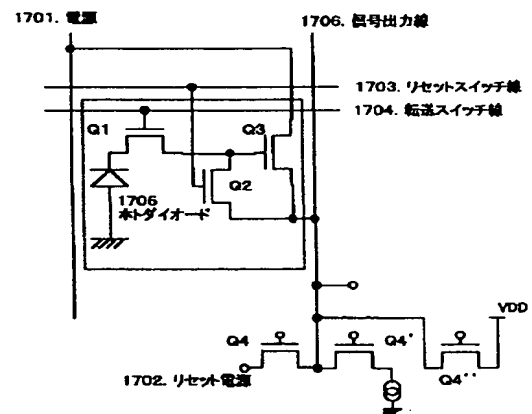 1701. 電源
1706. 信号出力線
1703. リセットスイッチ線
1704. 転送スイッチ線
Q1
Q3
Q2
1705
ホトダイオード
VDD
Q4
Q4'
Q4''
1702. リセット電源